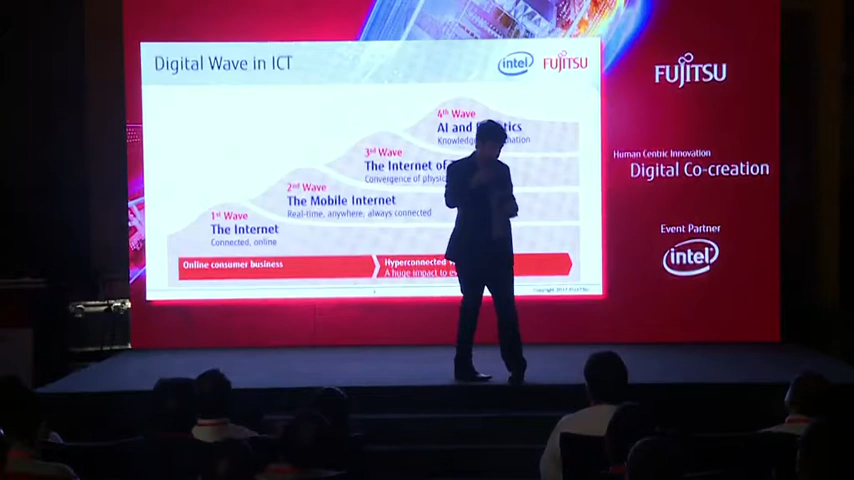 Digital Wave in ICT
intel
FUJITSU
4th Wave
AI and
Knowledge
3rd Wave
The Internet of
Convergence of
2nd Wave
The Mobile Internet
Real-time, anywhere, always connected
1st Wave
The Internet
Connected, online
Online consumer business
Hyperconnected
A huge impact to
FUJITSU
Human Centric Innovation
Digital Co-creation
Event Partner
intel